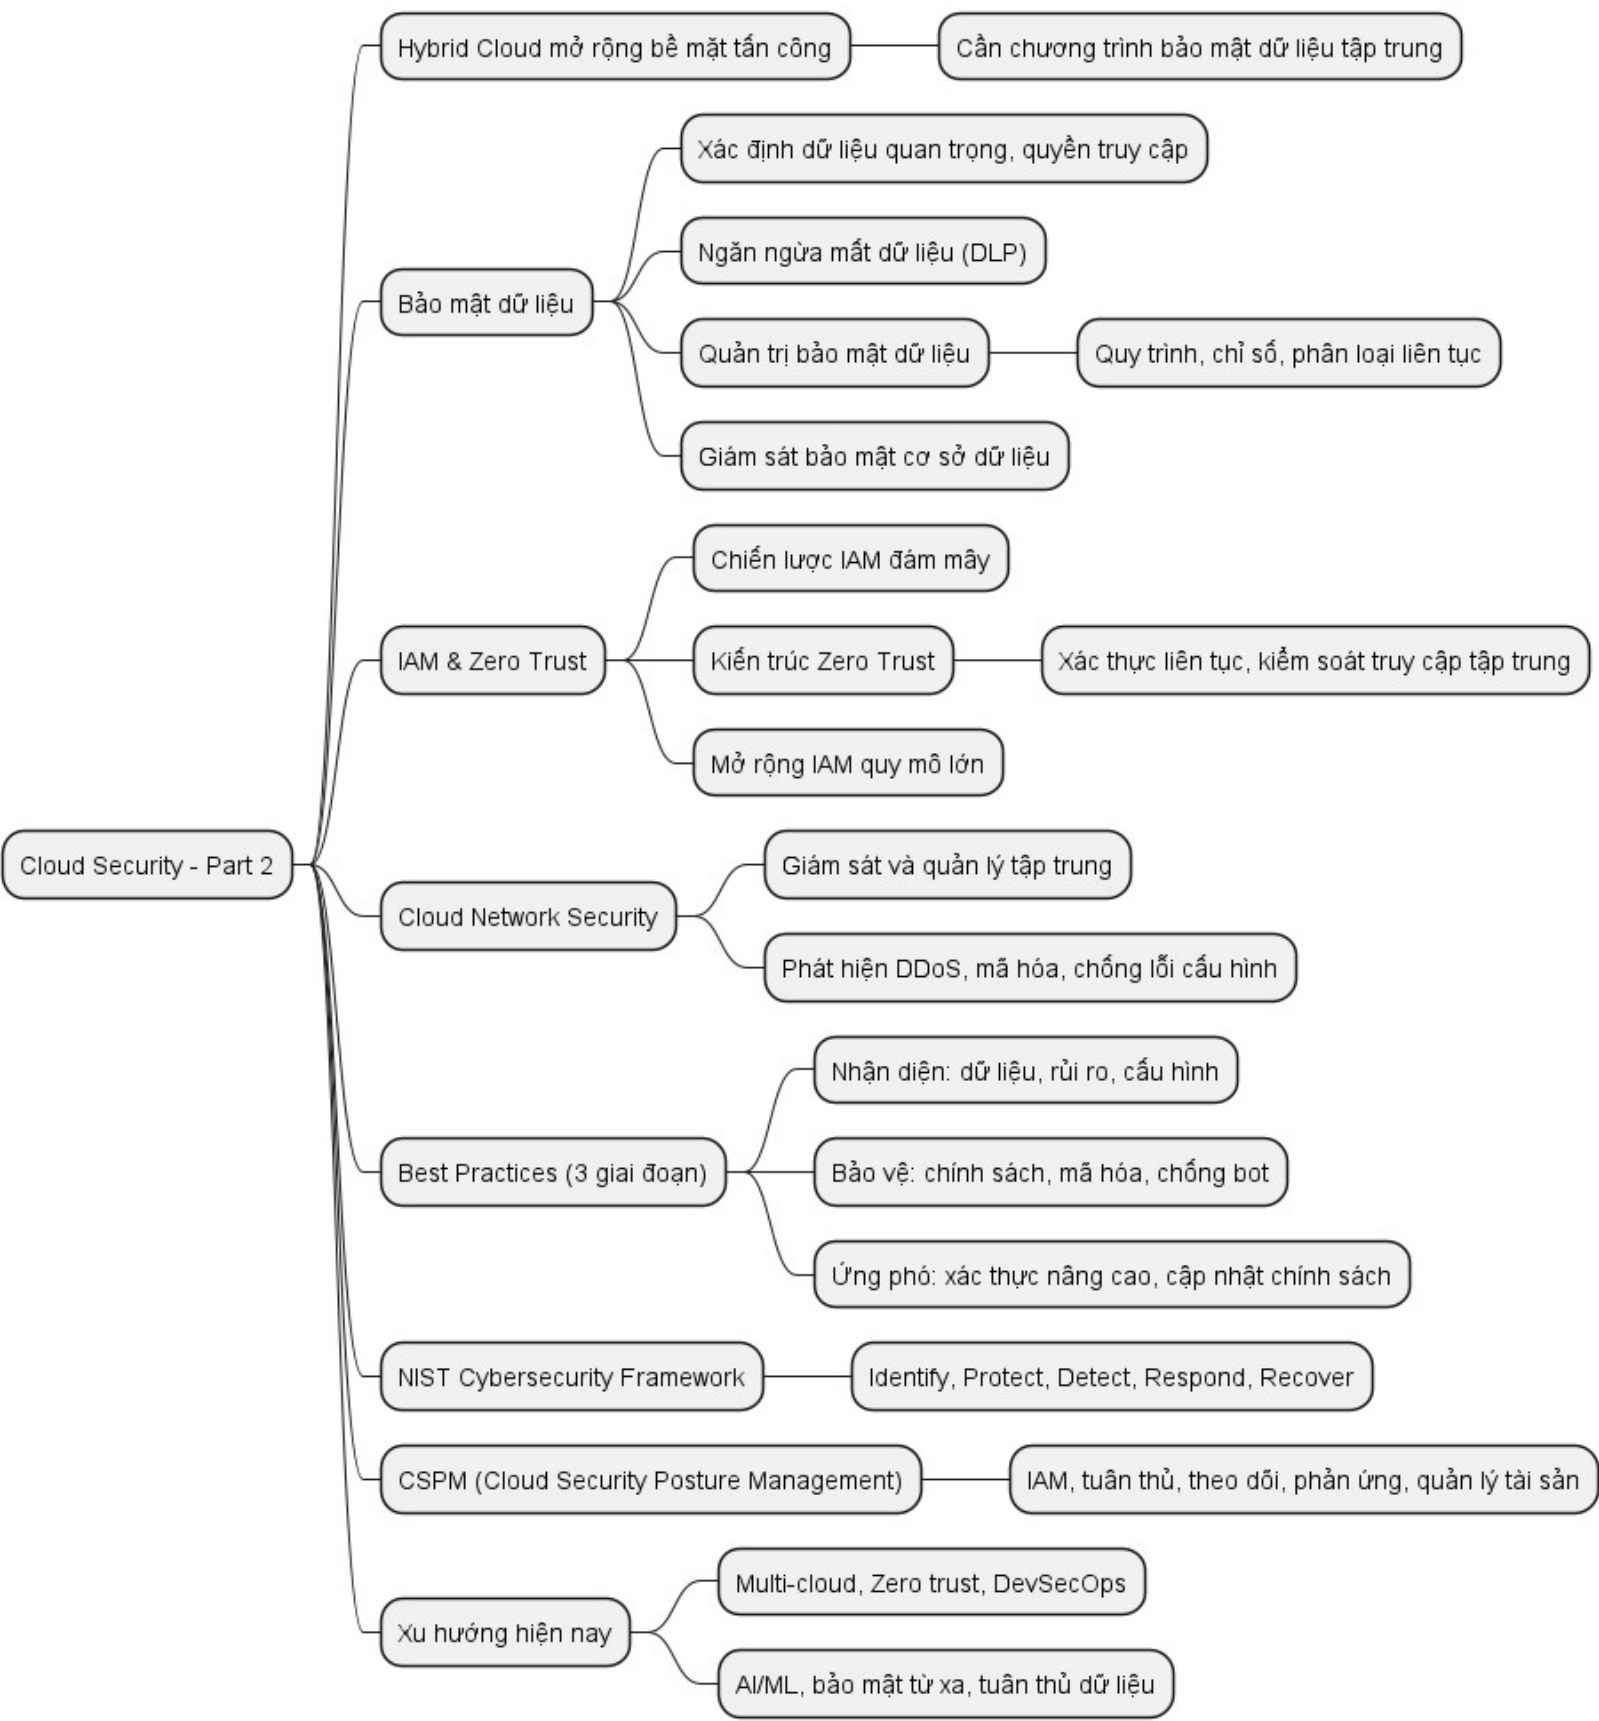 Hybrid Cloud mở rộng bề mặt tấn công
Cần chương trình bảo mật dữ liệu tập trung
Xác định dữ liệu quan trọng, quyền truy cập
Ngăn ngừa mất dữ liệu (DLP)
Bảo mật dữ liệu
Quản trị bảo mật dữ liệu
Quy trình, chỉ số, phân loại liên tục
Giám sát bảo mật cơ sở dữ liệu
Chiến lược IAM đám mây
IAM & Zero Trust
Kiến trúc Zero Trust
Xác thực liên tục, kiểm soát truy cập tập trung
Mở rộng IAM quy mô lớn
Cloud Security - Part 2
Giám sát và quản lý tập trung
Cloud Network Security
Phát hiện DDoS, mã hóa, chống lỗi cấu hình
Nhận diện: dữ liệu, rủi ro, cấu hình
Best Practices (3 giai đoạn)
Bảo vệ: chính sách, mã hóa, chống bot
Ứng phó: xác thực nâng cao, cập nhật chính sách
NIST Cybersecurity Framework
Identify, Protect, Detect, Respond, Recover
CSPM (Cloud Security Posture Management)
IAM, tuân thủ, theo dõi, phản ứng, quản lý tài sản
Multi-cloud, Zero trust, DevSecOps
Xu hướng hiện nay
AI/ML, bảo mật từ xa, tuân thủ dữ liệu